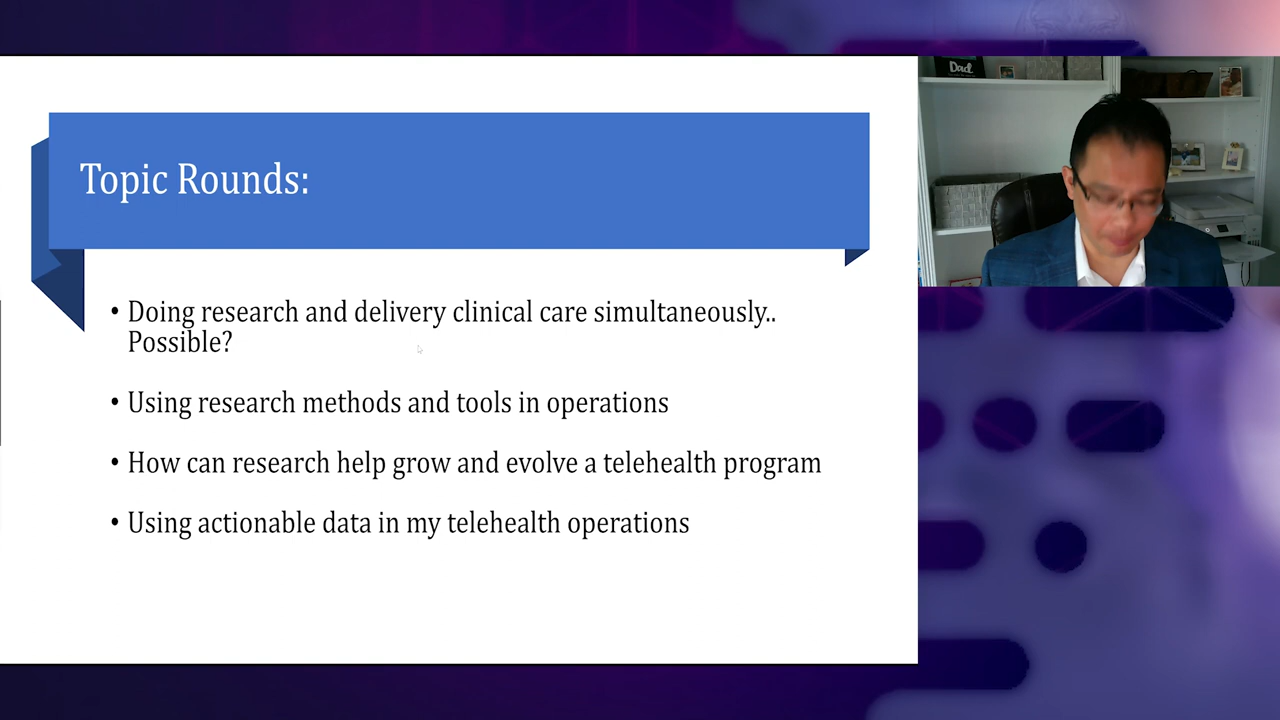 Topic Rounds:
• Doing research and delivery clinical care simultaneously..
Possible?
• Using research methods and tools in operations
• How can research help grow and evolve a telehealth program
• Using actionable data in my telehealth operations
Dad